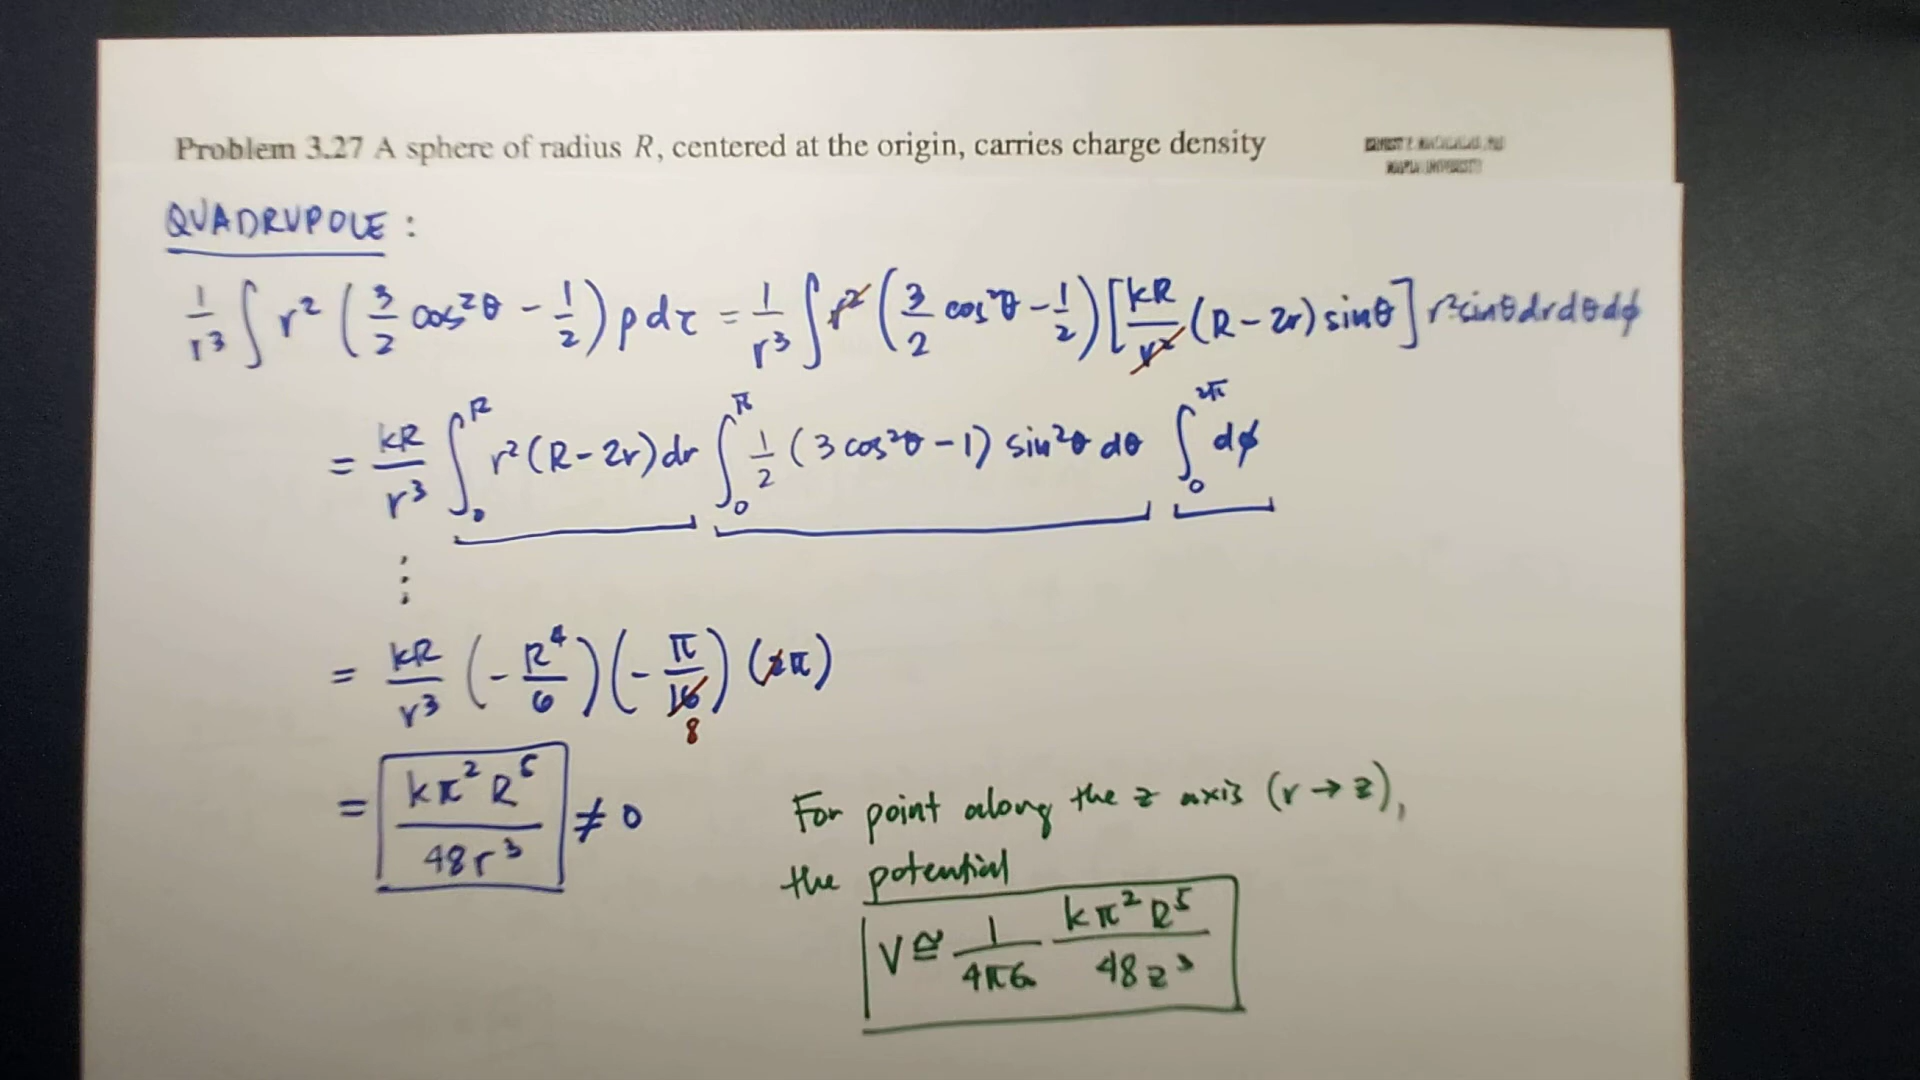 Problem 3.27 A sphere of radius R, centered at the origin, carries charge density
QUADRUPOLE :
1/r³ ∫ r² (3/2 cos²θ - 1/2) ρ dτ = 1/r³ ∫ r² (3/2 cos²θ - 1/2) [kR/r² (R - 2r) sinθ] r² sinθ dr dθ dϕ
= kR/r³ ∫₀ᴿ r² (R - 2r) dr ∫₀^π 1/2 (3 cos²θ - 1) sin²θ dθ ∫₀^2π dϕ
⋮
= kR/r³ (- R⁴/6) (- π/16) (2π)
8
= kπ²R⁵/48r³ ≠ 0
For point along the z axis (r → z),
the potential
V ≅ 1/4πε₀ kπ²R⁵/48z³